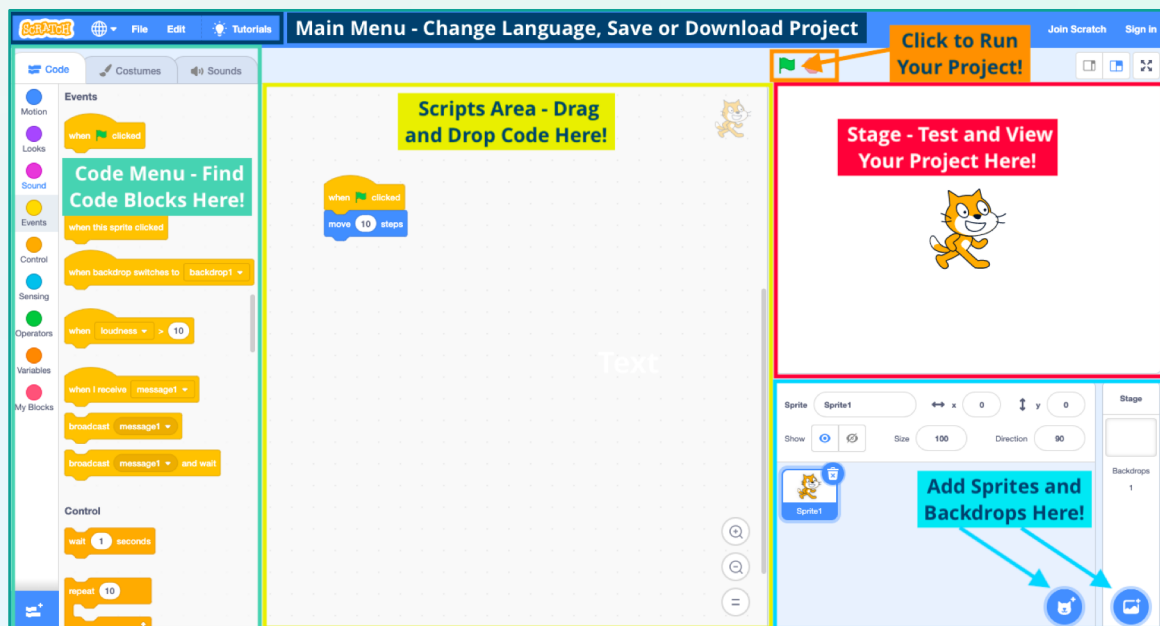 SCRATCH
File
Edit
Tutorials
Main Menu - Change Language, Save or Download Project
Join Scratch
Sign in
Code
Costumes
Sounds
Click to Run
Your Project!
Motion
Looks
Sound
Events
Control
Sensing
Operators
Variables
My Blocks
Events
when clicked
Code Menu - Find
Code Blocks Here!
when this sprite clicked
when backdrop switches to backdrop1
when loudness > 10
when I receive message1
broadcast message1
broadcast message1 and wait
Control
wait 1 seconds
repeat 10
Scripts Area - Drag
and Drop Code Here!
when clicked
move 10 steps
Text
=
Stage - Test and View
Your Project Here!
Sprite Sprite1 x 0 y 0
Show Size 100 Direction 90
Sprite1
Stage
Backdrops
1
Add Sprites and
Backdrops Here!